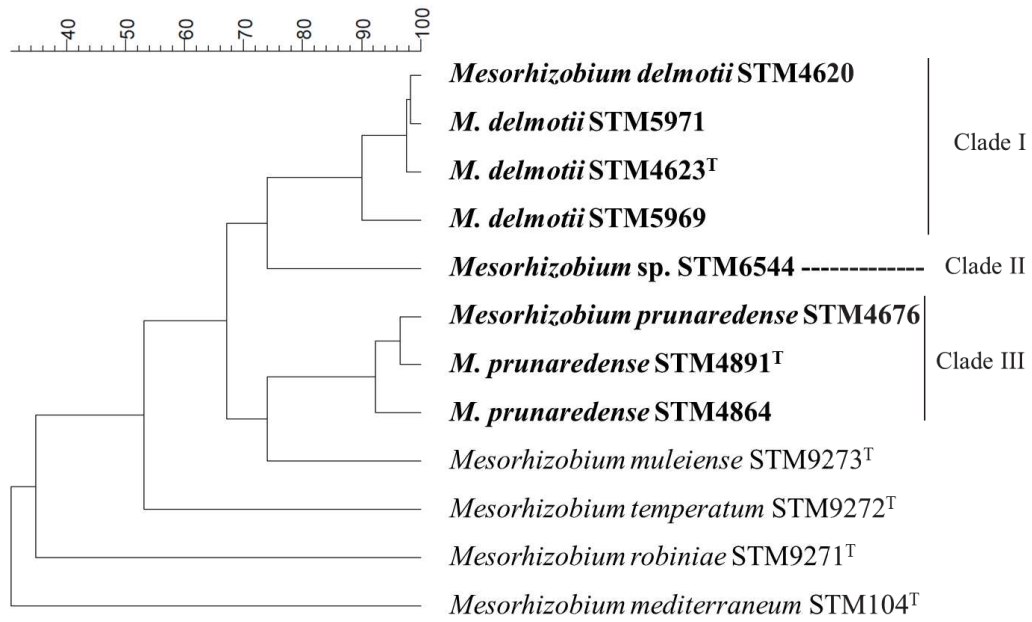 40 50 60 70 80 90 100
Mesorhizobium delmotii STM4620
M. delmotii STM5971
Clade I
M. delmotii STM4623ᵀ
M. delmotii STM5969
Mesorhizobium sp. STM6544 ------------- Clade II
Mesorhizobium prunaredense STM4676
M. prunaredense STM4891ᵀ Clade III
M. prunaredense STM4864
Mesorhizobium muleiense STM9273ᵀ
Mesorhizobium temperatum STM9272ᵀ
Mesorhizobium robiniae STM9271ᵀ
Mesorhizobium mediterraneum STM104ᵀ